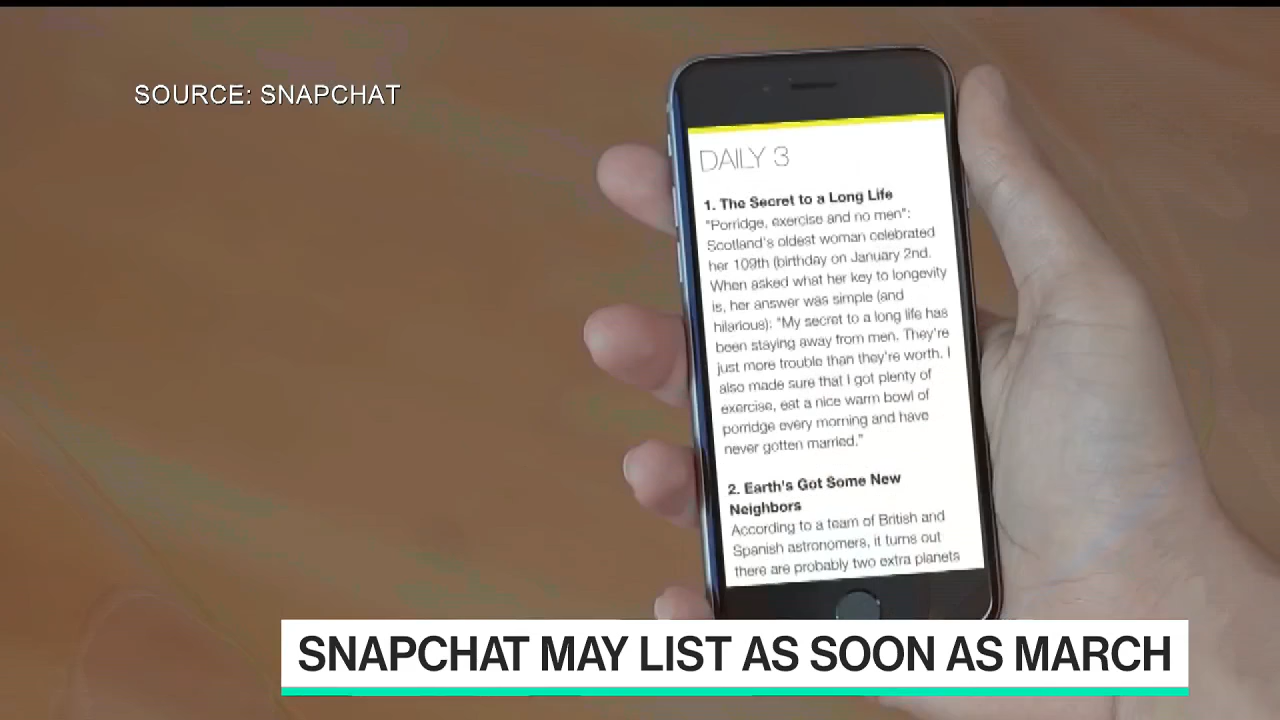 SOURCE: SNAPCHAT
DAILY 3
1. The Secret to a Long Life
"Porridge, exercise and no men":
Scotland's oldest woman celebrated
her 109th (birthday on January 2nd.
When asked what her key to longevity
is, her answer was simple (and
hilarious): "My secret to a long life has
been staying away from men. They're
just more trouble than they're worth. I
also made sure that I got plenty of
exercise, eat a nice warm bowl of
porridge every morning and have
never gotten married."
2. Earth's Got Some New
Neighbors
According to a team of British and
Spanish astronomers, it turns out
there are probably two extra planets
SNAPCHAT MAY LIST AS SOON AS MARCH